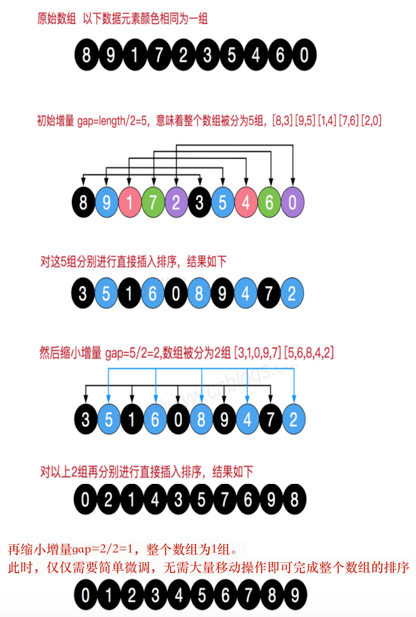 原始数组 以下数据元素颜色相同为一组
8 9 1 7 2 3 5 4 6 0
初始增量 gap=length/2=5，意味着整个数组被分为5组，[8,3][9,5][1,4][7,6][2,0]
8 9 1 7 2 3 5 4 6 0
对这5组分别进行直接插入排序，结果如下
3 5 1 6 0 8 9 4 7 2
然后缩小增量 gap=5/2=2,数组被分为2组 [3,1,0,9,7][5,6,8,4,2]
3 5 1 6 0 8 9 4 7 2
对以上2组再分别进行直接插入排序，结果如下
0 2 1 4 3 5 7 6 9 8
再缩小增量gap=2/2=1，整个数组为1组。
此时，仅仅需要简单微调，无需大量移动操作即可完成整个数组的排序
0 1 2 3 4 5 6 7 8 9